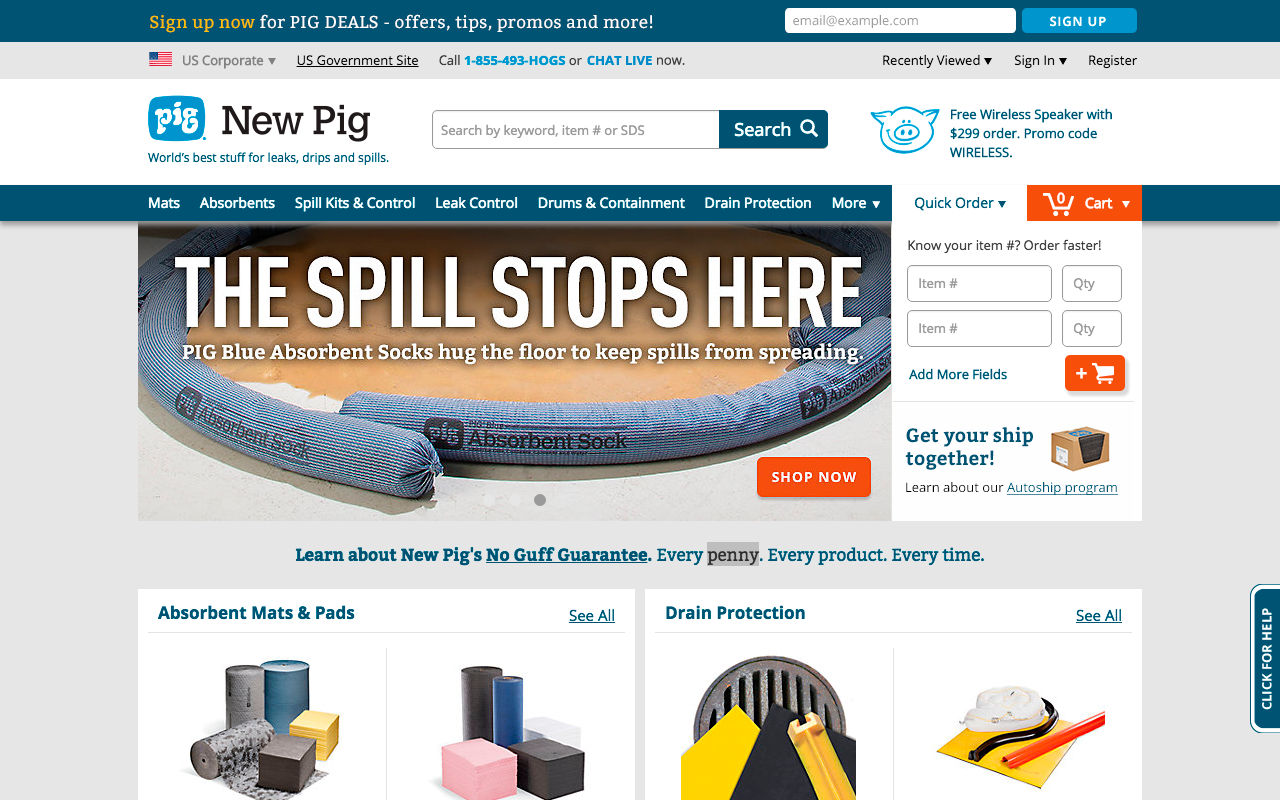 Sign up now for PIG DEALS - offers, tips, promos and more!
email@example.com
SIGN UP
US Corporate ▼
US Government Site
Call 1-855-493-HOGS or CHAT LIVE now.
Recently Viewed ▼
Sign In ▼
Register
pig New Pig
World's best stuff for leaks, drips and spills.
Search by keyword, item # or SDS
Search
Free Wireless Speaker with
$299 order. Promo code
WIRELESS.
Mats
Absorbents
Spill Kits & Control
Leak Control
Drums & Containment
Drain Protection
More ▼
Quick Order ▼
0 Cart ▼
THE SPILL STOPS HERE
PIG Blue Absorbent Socks hug the floor to keep spills from spreading.
pig Absorbent Sock
pig Absorbent Sock
pig Absorbent Soc
SHOP NOW
Know your item #? Order faster!
Item #
Qty
Item #
Qty
Add More Fields
+
Get your ship
together!
Learn about our Autoship program
Learn about New Pig's No Guff Guarantee. Every penny. Every product. Every time.
Absorbent Mats & Pads
See All
Drain Protection
See All
CLICK FOR HELP